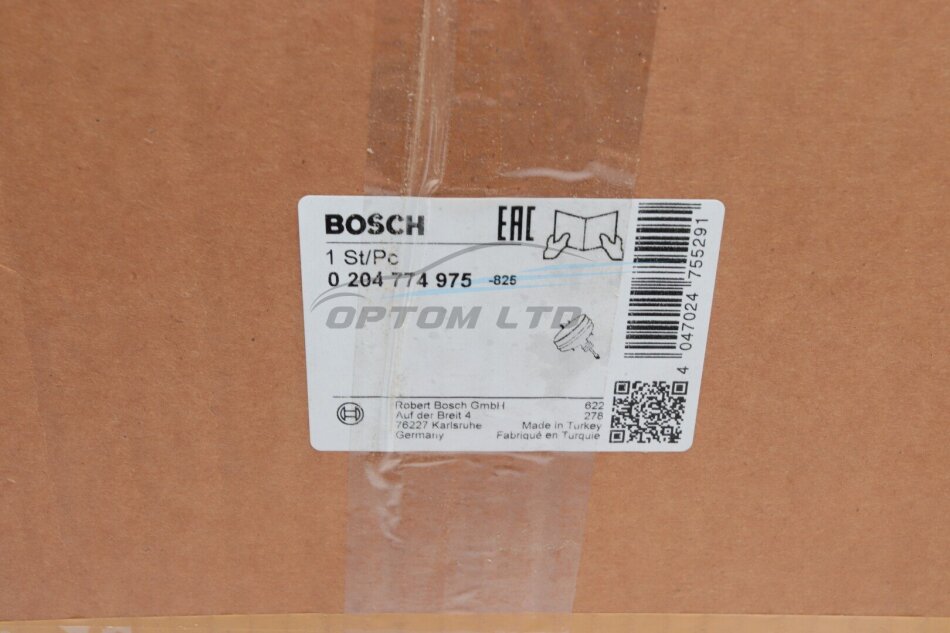 BOSCH
EAC
1 St/Pc
0 204 774 975 -825
OPTOM LTD
4 047024 755291
Robert Bosch GmbH 622
Auf der Breit 4 278
76227 Karlsruhe Made in Turkey
Germany Fabriqué en Turquie